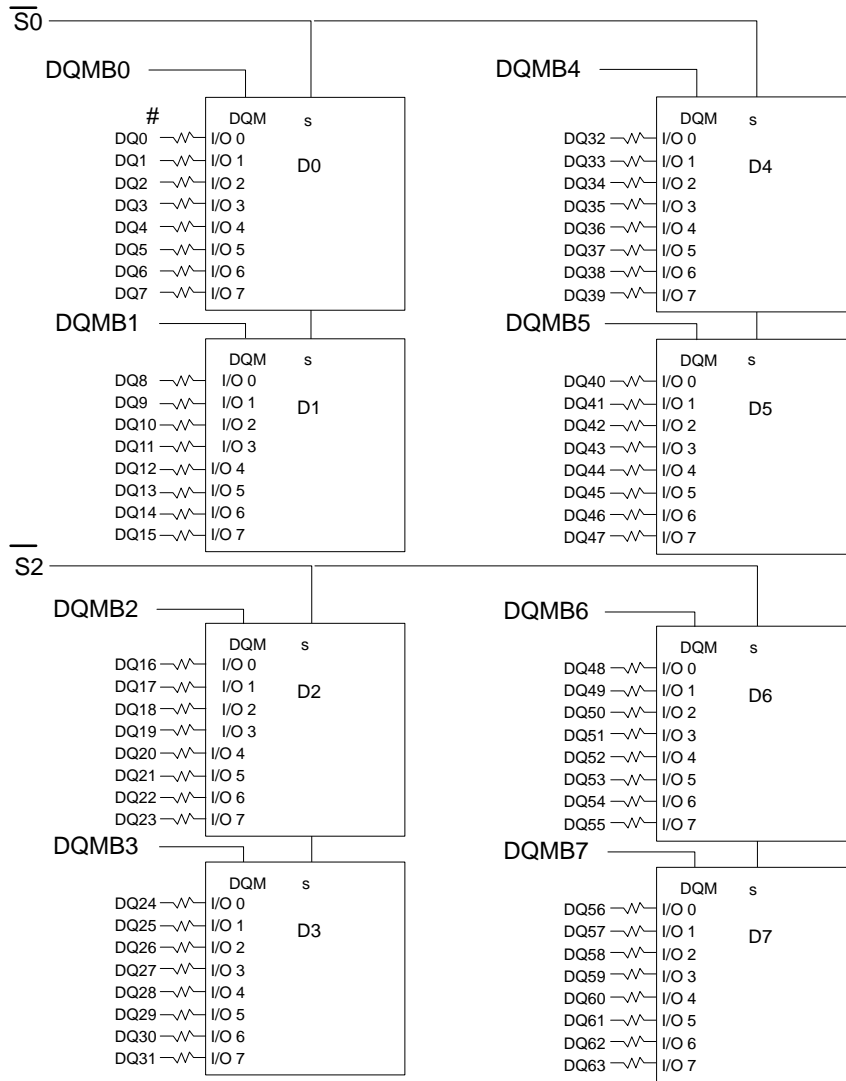 S0
DQMB0
#
DQM s
D0
DQ0 I/O 0
DQ1 I/O 1
DQ2 I/O 2
DQ3 I/O 3
DQ4 I/O 4
DQ5 I/O 5
DQ6 I/O 6
DQ7 I/O 7
DQMB4
DQM s
D4
DQ32 I/O 0
DQ33 I/O 1
DQ34 I/O 2
DQ35 I/O 3
DQ36 I/O 4
DQ37 I/O 5
DQ38 I/O 6
DQ39 I/O 7
DQMB1
DQM s
D1
DQ8 I/O 0
DQ9 I/O 1
DQ10 I/O 2
DQ11 I/O 3
DQ12 I/O 4
DQ13 I/O 5
DQ14 I/O 6
DQ15 I/O 7
DQMB5
DQM s
D5
DQ40 I/O 0
DQ41 I/O 1
DQ42 I/O 2
DQ43 I/O 3
DQ44 I/O 4
DQ45 I/O 5
DQ46 I/O 6
DQ47 I/O 7
S2
DQMB2
DQM s
D2
DQ16 I/O 0
DQ17 I/O 1
DQ18 I/O 2
DQ19 I/O 3
DQ20 I/O 4
DQ21 I/O 5
DQ22 I/O 6
DQ23 I/O 7
DQMB6
DQM s
D6
DQ48 I/O 0
DQ49 I/O 1
DQ50 I/O 2
DQ51 I/O 3
DQ52 I/O 4
DQ53 I/O 5
DQ54 I/O 6
DQ55 I/O 7
DQMB3
DQM s
D3
DQ24 I/O 0
DQ25 I/O 1
DQ26 I/O 2
DQ27 I/O 3
DQ28 I/O 4
DQ29 I/O 5
DQ30 I/O 6
DQ31 I/O 7
DQMB7
DQM s
D7
DQ56 I/O 0
DQ57 I/O 1
DQ58 I/O 2
DQ59 I/O 3
DQ60 I/O 4
DQ61 I/O 5
DQ62 I/O 6
DQ63 I/O 7